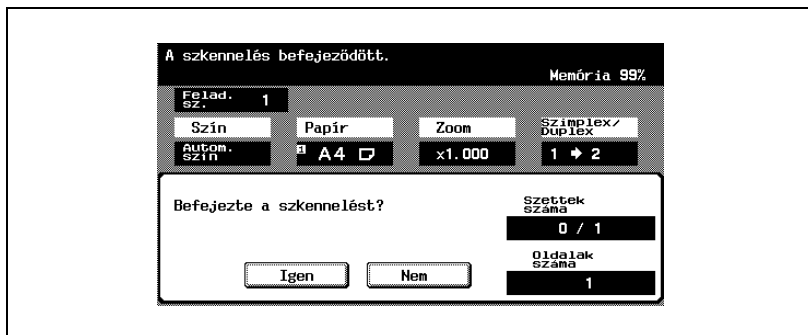 A szkennelés befejeződött.
Memória 99%
Felad.
sz. 1
Szín Papír Zoom Szimplex/
Duplex
Autom.
szín 1 A4 x1.000 1 ➔ 2
Befejezte a szkennelést?
Szettek
száma
0 / 1
Oldalak
száma
Igen Nem
1